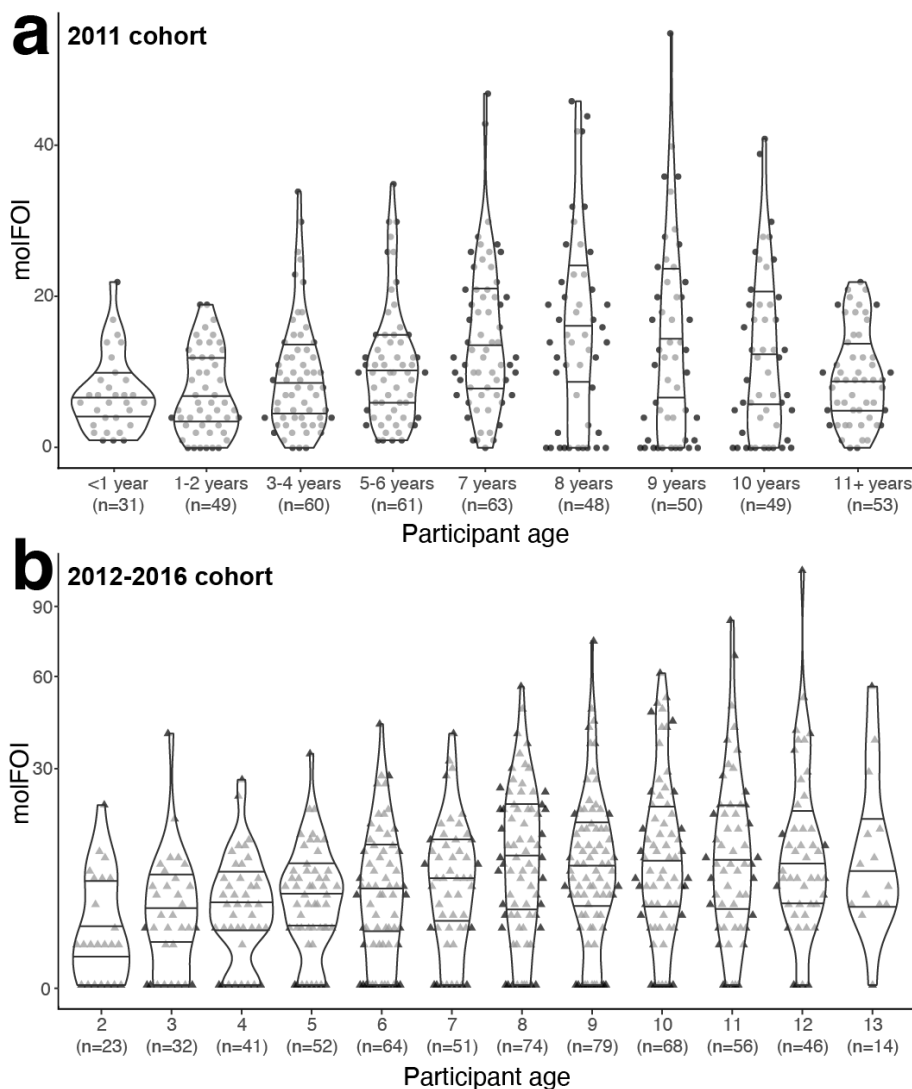 a
2011 cohort
molFOI
40
20
0
<1 year 1-2 years 3-4 years 5-6 years 7 years 8 years 9 years 10 years 11+ years
(n=31) (n=49) (n=60) (n=61) (n=63) (n=48) (n=50) (n=49) (n=53)
Participant age
b
2012-2016 cohort
molFOI
90
60
30
0
2 3 4 5 6 7 8 9 10 11 12 13
(n=23) (n=32) (n=41) (n=52) (n=64) (n=51) (n=74) (n=79) (n=68) (n=56) (n=46) (n=14)
Participant age